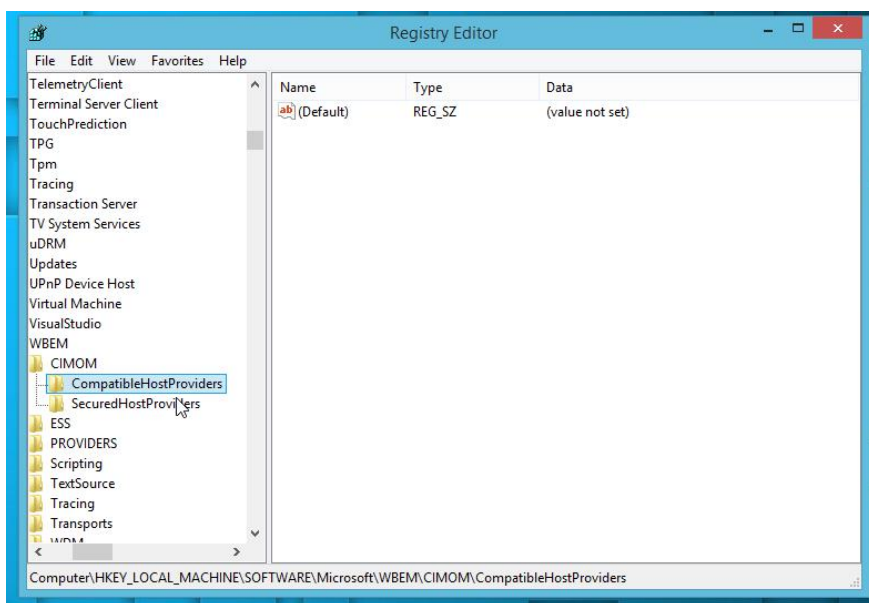 Registry Editor
File Edit View Favorites Help
TelemetryClient
Terminal Server Client
TouchPrediction
TPG
Tpm
Tracing
Transaction Server
TV System Services
uDRM
Updates
UPnP Device Host
Virtual Machine
VisualStudio
WBEM
CIMOM
CompatibleHostProviders
SecuredHostProviders
ESS
PROVIDERS
Scripting
TextSource
Tracing
Transports
WDM
Name Type Data
ab (Default) REG_SZ (value not set)
Computer\HKEY_LOCAL_MACHINE\SOFTWARE\Microsoft\WBEM\CIMOM\CompatibleHostProviders